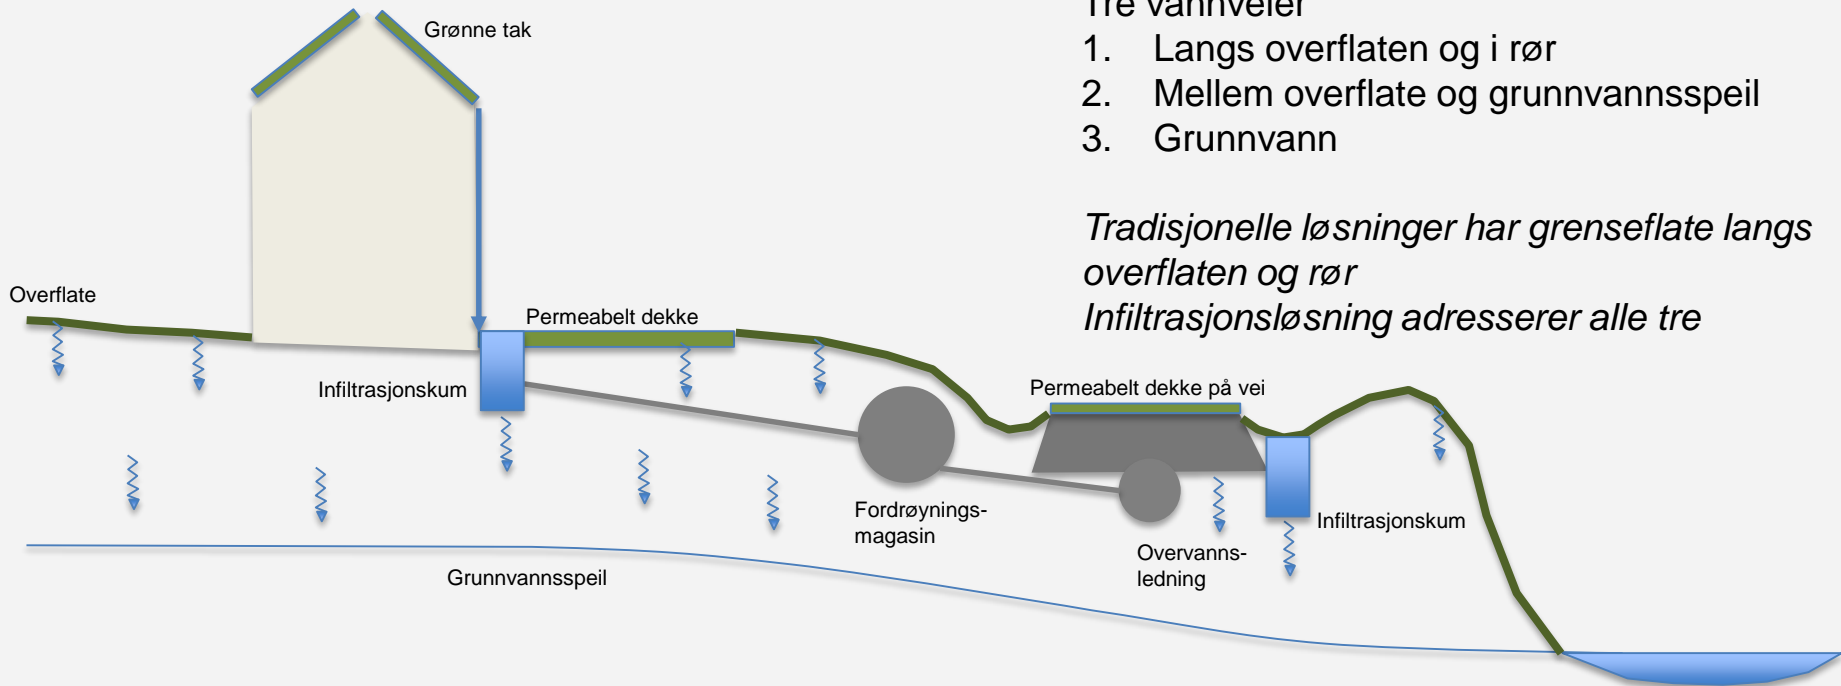 Tre vannveier
1. Langs overflaten og i rør
2. Mellem overflate og grunnvannsspeil
3. Grunnvann
Tradisjonelle løsninger har grenseflate langs
overflaten og rør
Infiltrasjonsløsning adresserer alle tre
Grønne tak
Overflate
Permeabelt dekke
Infiltrasjonskum
Permeabelt dekke på vei
Fordrøynings-
magasin
Overvanns-
ledning
Infiltrasjonskum
Grunnvannsspeil